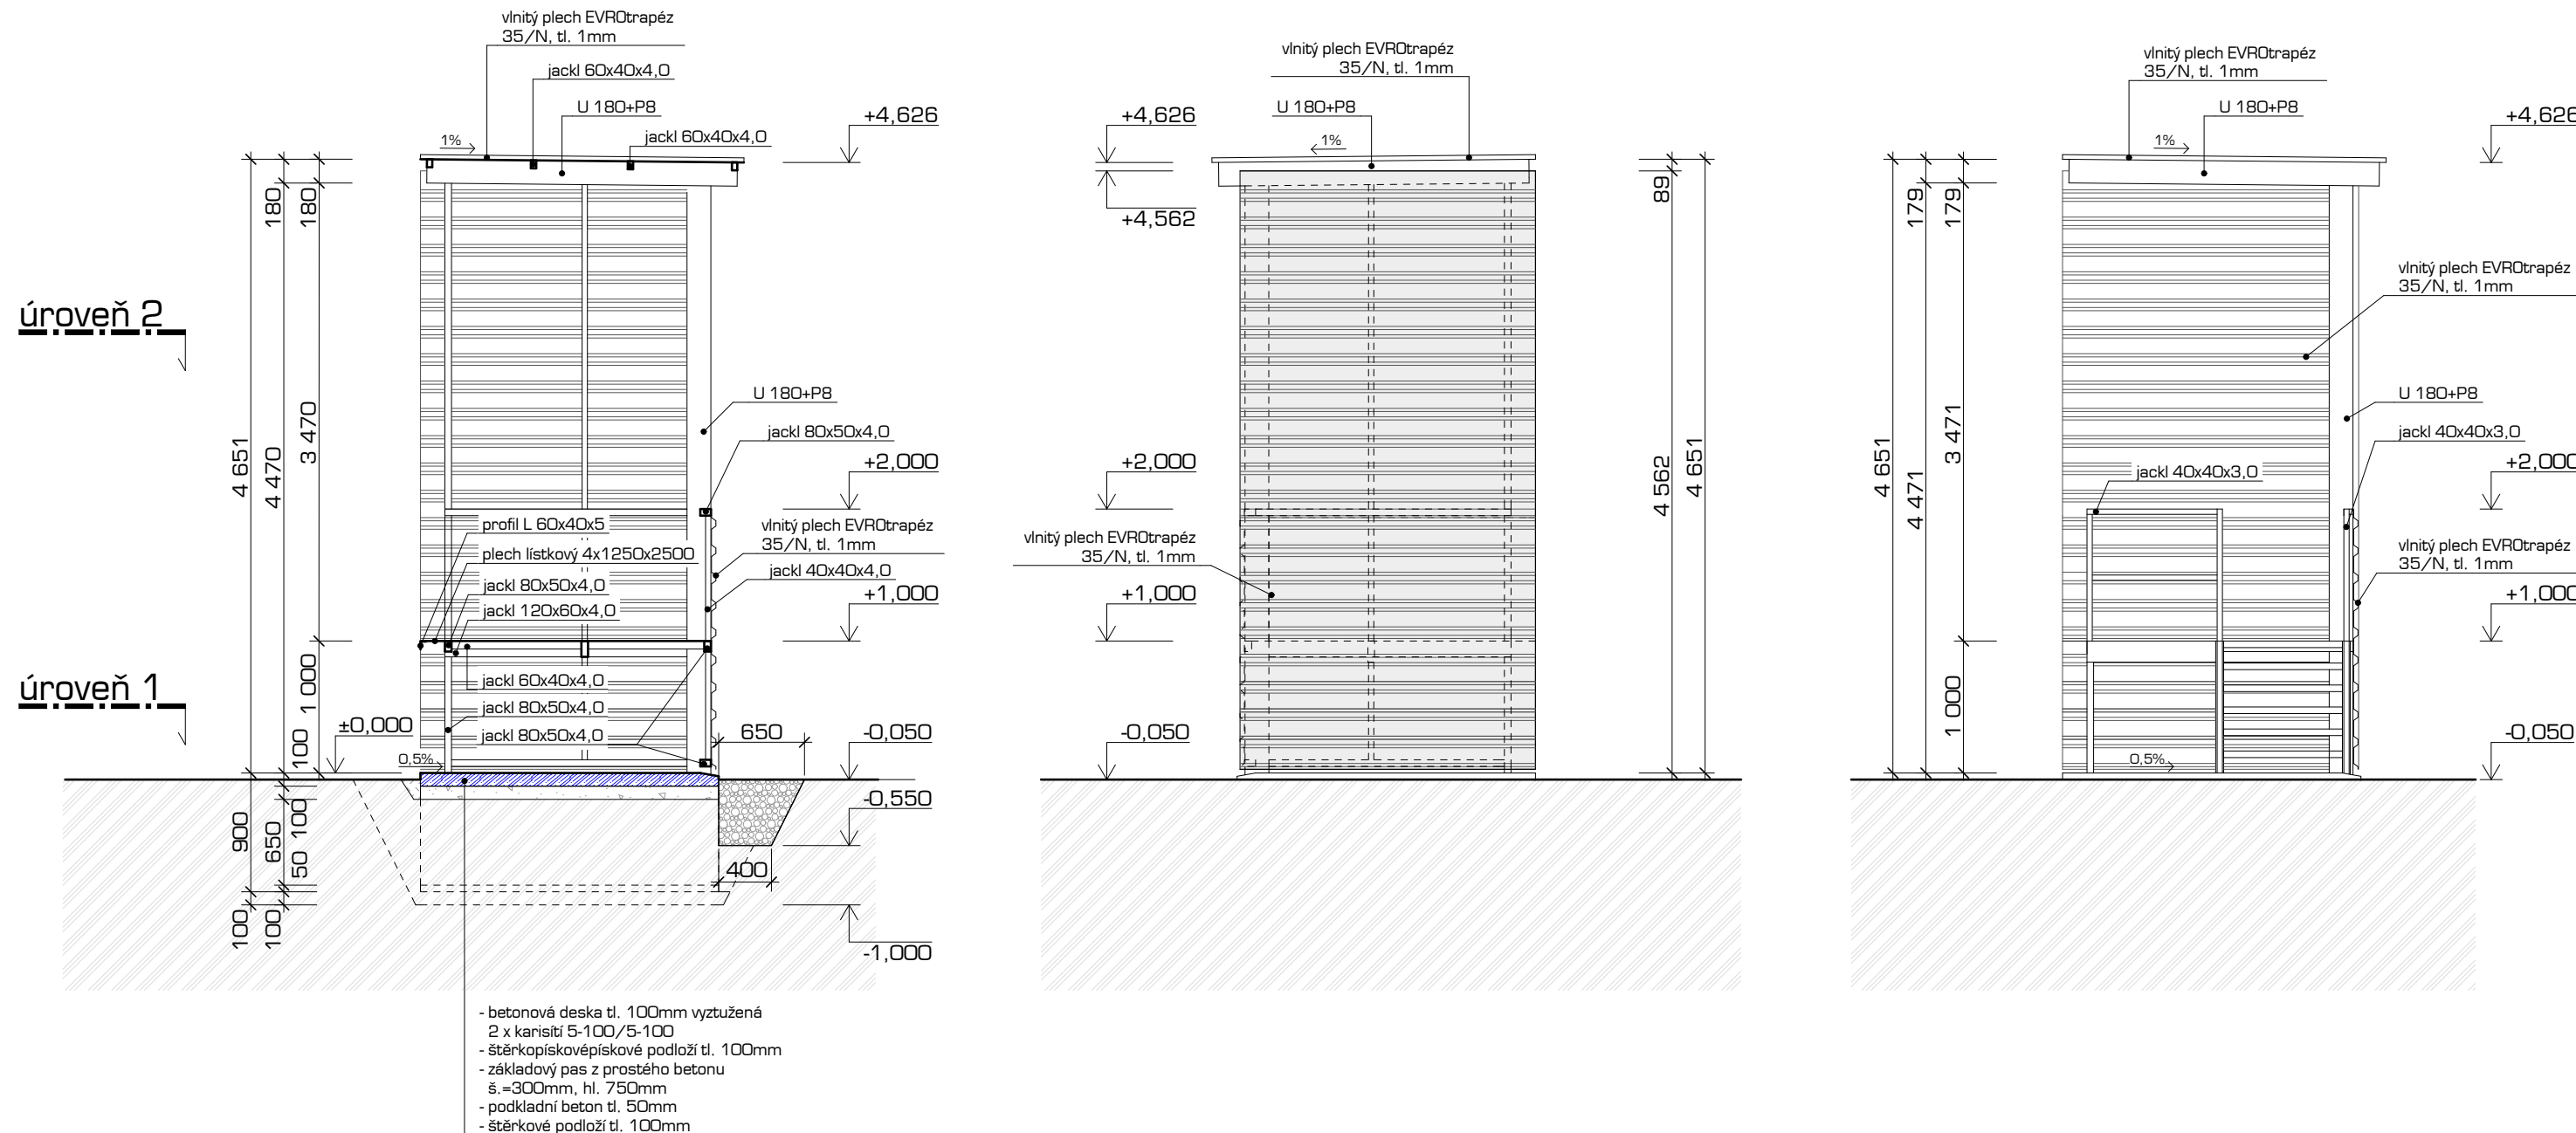 vlnitý plech EVROtrapéz
35/N, tl. 1mm
jackl 60x40x4,0
U 180+P8
jackl 60x40x4,0
1%
+4,626
180
180
úroveň 2
4 651
4 470
3 470
U 180+P8
jackl 80x50x4,0
+2,000
profil L 60x40x5
plech lístkový 4x1250x2500
jackl 80x50x4,0
jackl 120x60x4,0
vlnitý plech EVROtrapéz
35/N, tl. 1mm
jackl 40x40x4,0
+1,000
úroveň 1
1 000
jackl 60x40x4,0
jackl 80x50x4,0
jackl 80x50x4,0
±0,000
100
0,5%
650
-0,050
-0,550
900
650
50 100
400
100
100
-1,000
- betonová deska tl. 100mm vyztužená
2 x karisítí 5-100/5-100
- štěrkopískovépískové podloží tl. 100mm
- základový pas z prostého betonu
š.=300mm, hl. 750mm
- podkladní beton tl. 50mm
- štěrkové podloží tl. 100mm
vlnitý plech EVROtrapéz
35/N, tl. 1mm
U 180+P8
+4,626
1%
+4,562
89
+2,000
4 562
4 651
vlnitý plech EVROtrapéz
35/N, tl. 1mm
+1,000
-0,050
vlnitý plech EVROtrapéz
35/N, tl. 1mm
U 180+P8
+4,626
1%
179
179
vlnitý plech EVROtrapéz
35/N, tl. 1mm
4 651
4 471
3 471
U 180+P8
jackl 40x40x3,0
jackl 40x40x3,0
+2,000
vlnitý plech EVROtrapéz
35/N, tl. 1mm
+1,000
1 000
0,5%
-0,050